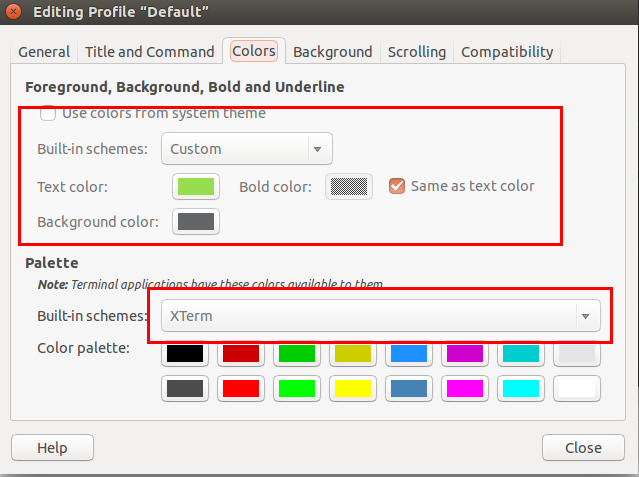 Editing Profile “Default”
General Title and Command Colors Background Scrolling Compatibility
Foreground, Background, Bold and Underline
Use colors from system theme
Built-in schemes: Custom
Text color: Bold color: Same as text color
Background color:
Palette
Note: Terminal applications have these colors available to them.
Built-in schemes: XTerm
Color palette:
Help Close